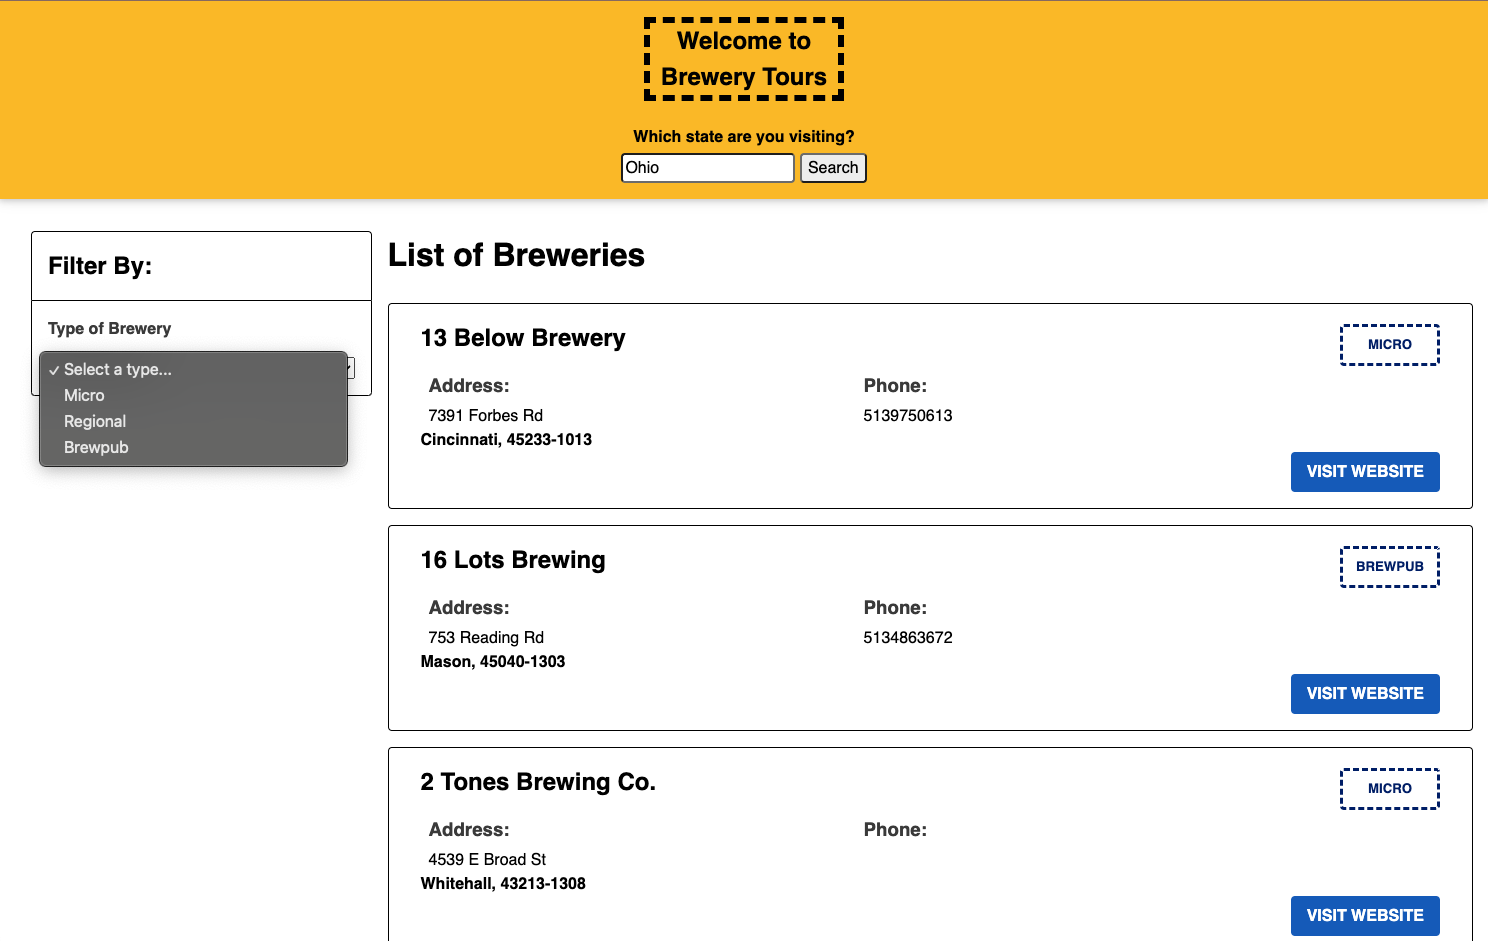 Welcome to
Brewery Tours
Which state are you visiting?
Ohio
Search
Filter By:
Type of Brewery
✓ Select a type...
Micro
Regional
Brewpub
List of Breweries
13 Below Brewery
MICRO
Address:
Phone:
7391 Forbes Rd
5139750613
Cincinnati, 45233-1013
VISIT WEBSITE
16 Lots Brewing
BREWPUB
Address:
Phone:
753 Reading Rd
5134863672
Mason, 45040-1303
VISIT WEBSITE
2 Tones Brewing Co.
MICRO
Address:
Phone:
4539 E Broad St
Whitehall, 43213-1308
VISIT WEBSITE